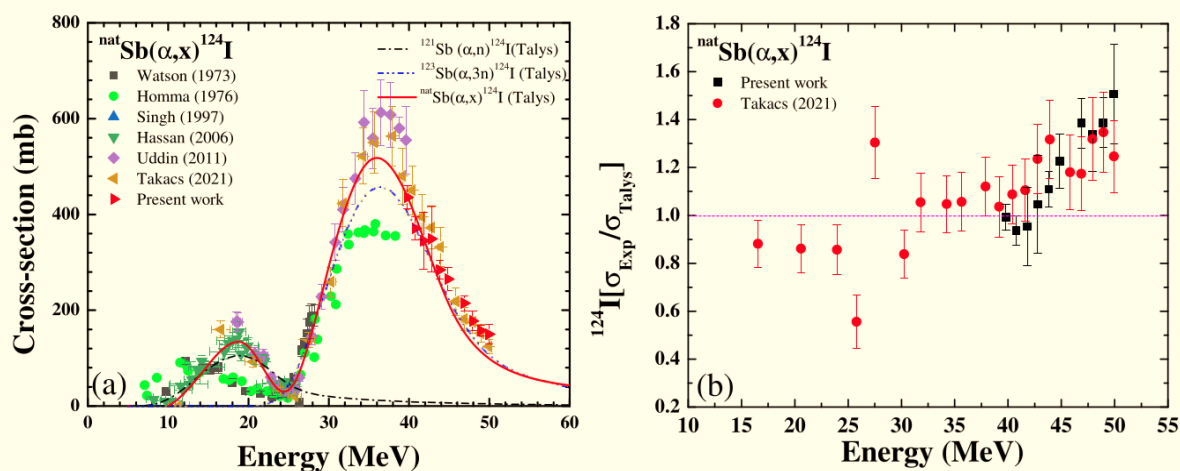 natSb(α,x)124I
Watson (1973)
Homma (1976)
Singh (1997)
Hassan (2006)
Uddin (2011)
Takacs (2021)
Present work
121Sb (α,n)124I(Talys)
123Sb(α,3n)124I (Talys)
natSb(α,x)124I (Talys)
800
600
400
200
0
Cross-section (mb)
(a)
0 10 20 30 40 50 60
Energy (MeV)
natSb(α,x)124I
Present work
Takacs (2021)
1.8
1.6
1.4
1.2
1.0
0.8
0.6
0.4
0.2
124I[σExp/σTalys]
(b)
10 15 20 25 30 35 40 45 50 55
Energy (MeV)